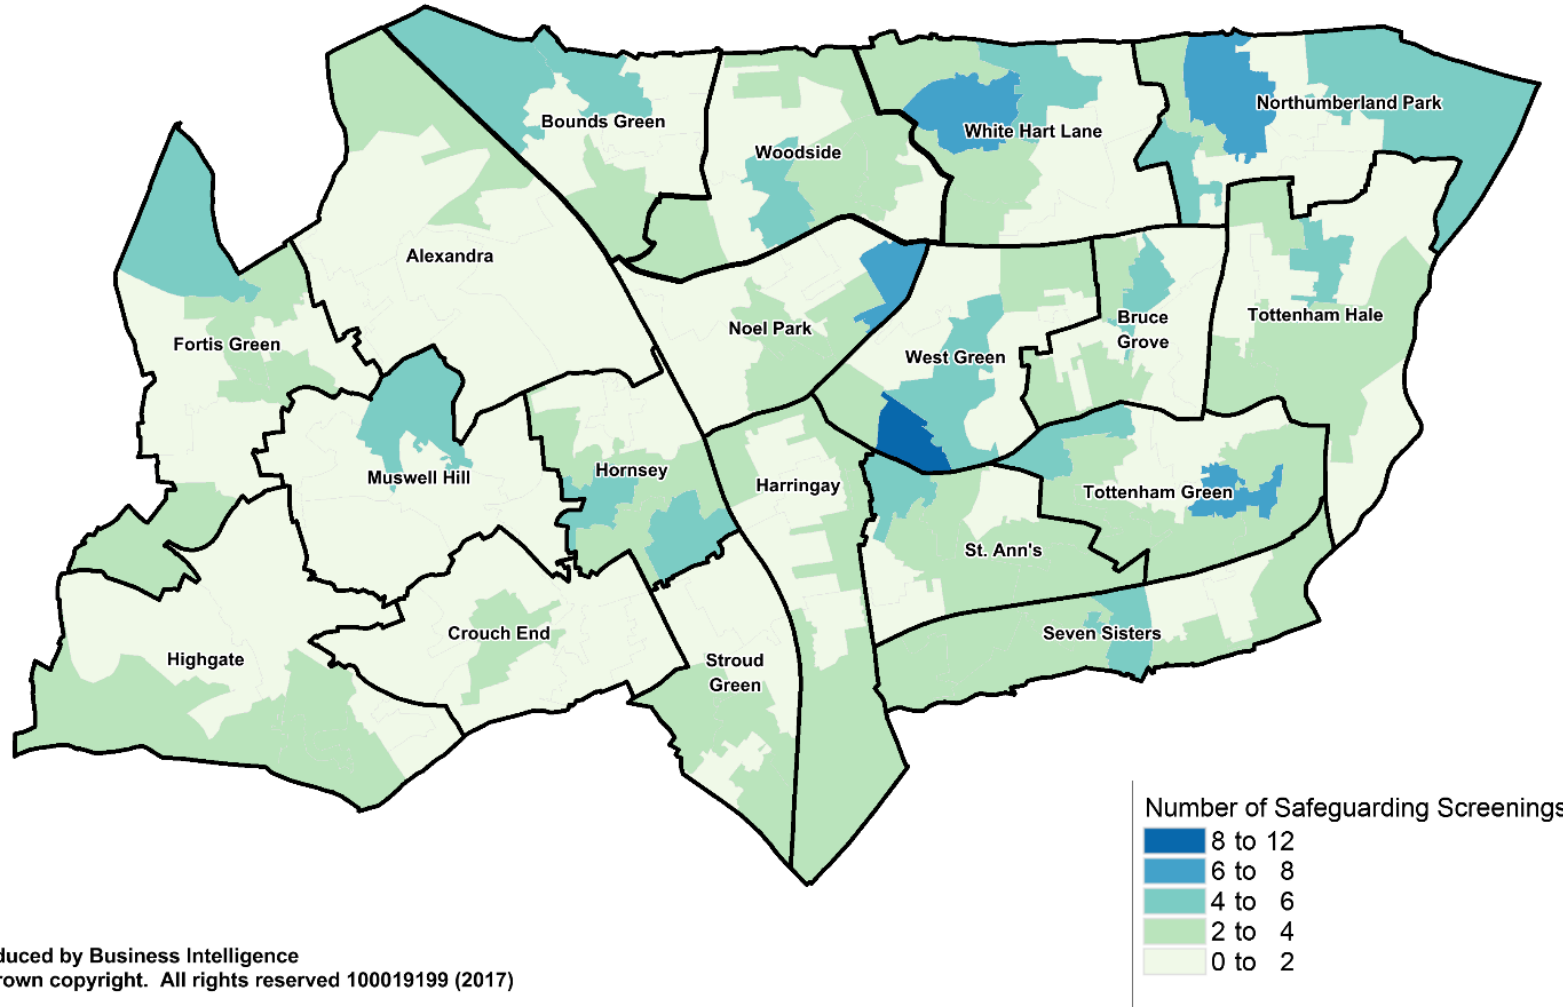 Bounds Green
Woodside
White Hart Lane
Northumberland Park
Alexandra
Fortis Green
Noel Park
West Green
Bruce
Grove
Tottenham Hale
Muswell Hill
Hornsey
Harringay
Tottenham Green
St. Ann's
Highgate
Crouch End
Stroud
Green
Seven Sisters
Number of Safeguarding Screenings
8 to 12
6 to 8
4 to 6
2 to 4
0 to 2
duced by Business Intelligence
rown copyright. All rights reserved 100019199 (2017)